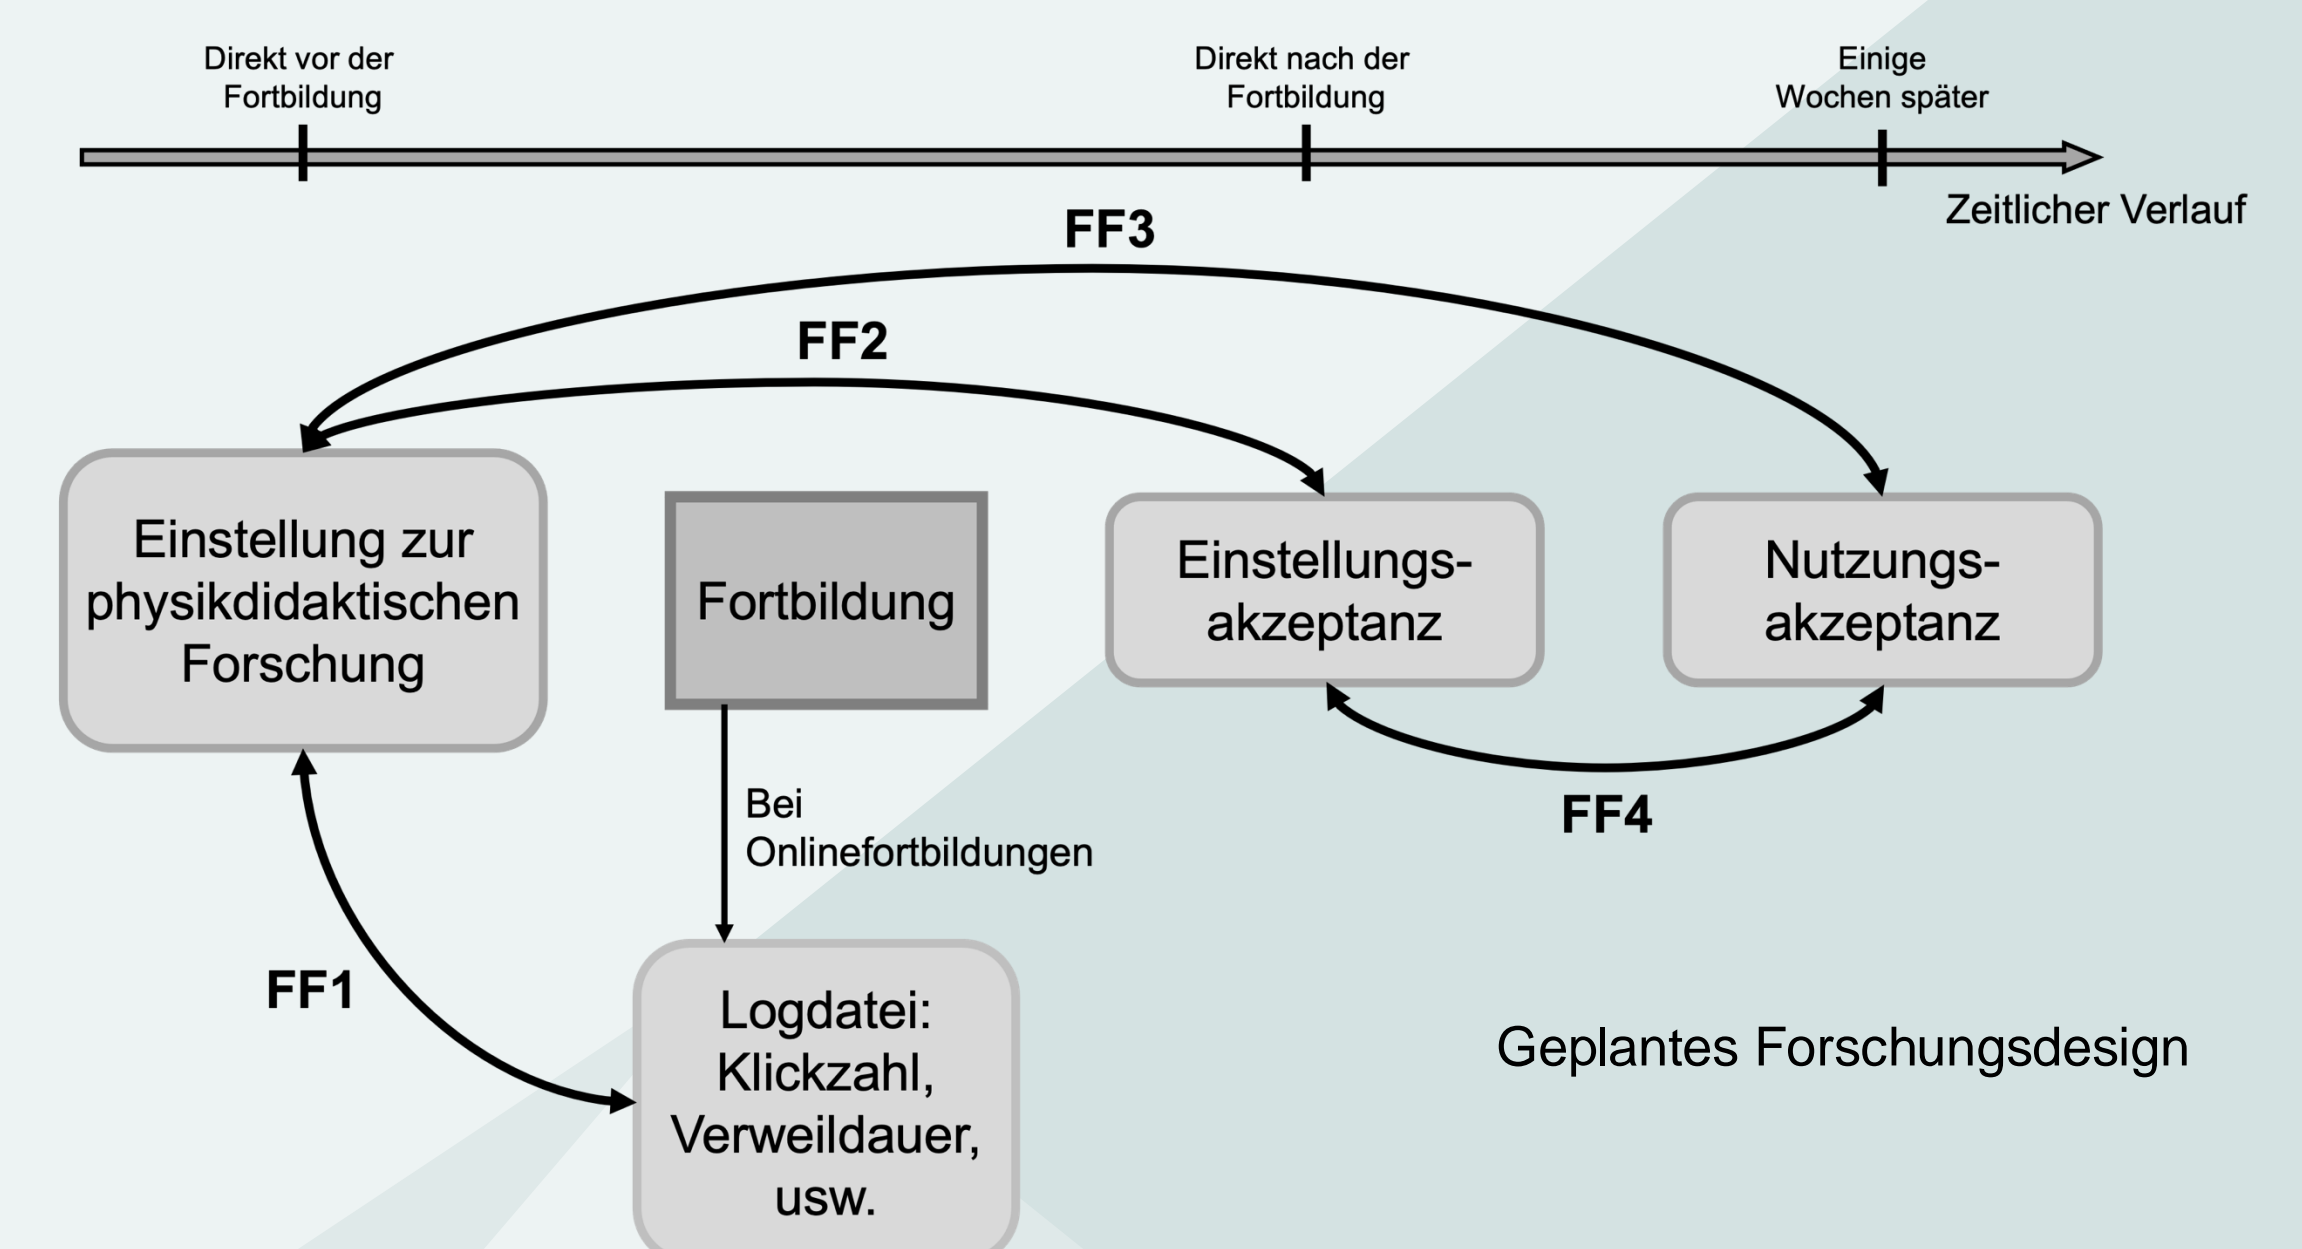 Direkt vor der
Fortbildung
Direkt nach der
Fortbildung
Einige
Wochen später
Zeitlicher Verlauf
FF3
FF2
Einstellung zur
physikdidaktischen
Forschung
Fortbildung
Einstellungs-
akzeptanz
Nutzungs-
akzeptanz
Bei
Onlinefortbildungen
FF4
FF1
Logdatei:
Klickzahl,
Verweildauer,
usw.
Geplantes Forschungsdesign